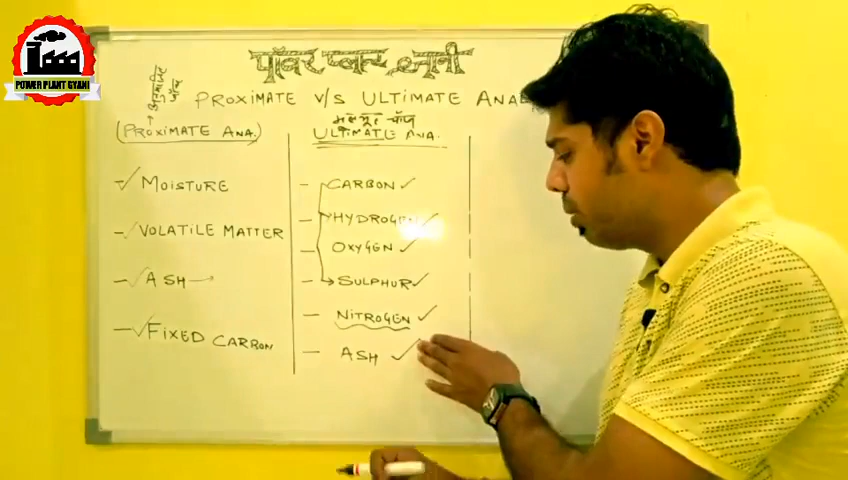 POWER PLANT GYANI
पॉवर प्लान्ट ज्ञानी
PROXIMATE V/S ULTIMATE ANA
अनुमानित जाँच
(PROXIMATE ANA.)
- MOISTURE
- VOLATILE MATTER
- ASH →
- FIXED CARBON
जाँच
ULTIMATE ANA.
- CARBON
- HYDROGEN
- OXYGEN
- SULPHUR
- NITROGEN
- ASH